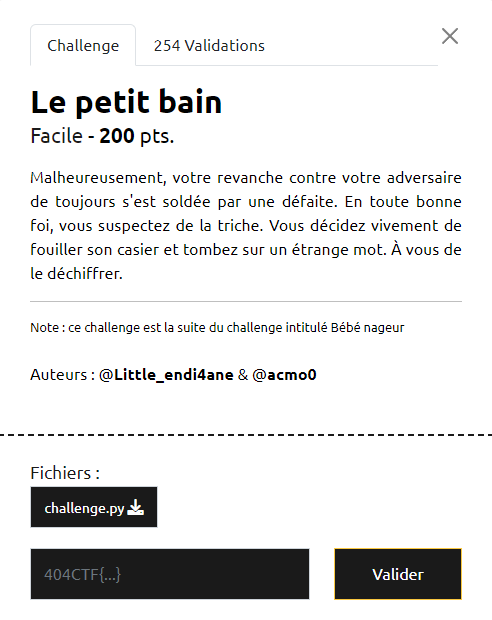 Challenge
254 Validations
Le petit bain
Facile - 200 pts.
Malheureusement, votre revanche contre votre adversaire
de toujours s'est soldée par une défaite. En toute bonne
foi, vous suspectez de la triche. Vous décidez vivement de
fouiller son casier et tombez sur un étrange mot. À vous de
le déchiffrer.
Note : ce challenge est la suite du challenge intitulé Bébé nageur
Auteurs : @Little_endi4ane & @acmo0
Fichiers :
challenge.py
404CTF{...}
Valider